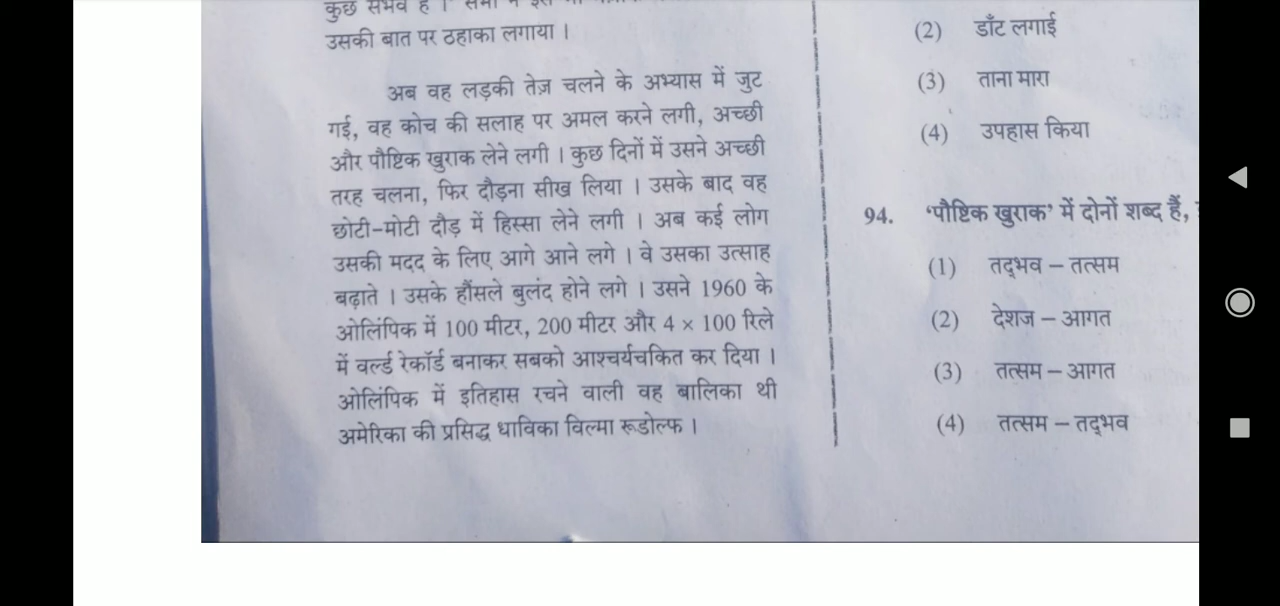 कुछ संभव है ।
उसकी बात पर ठहाका लगाया ।
अब वह लड़की तेज़ चलने के अभ्यास में जुट
गई, वह कोच की सलाह पर अमल करने लगी, अच्छी
और पौष्टिक खुराक लेने लगी । कुछ दिनों में उसने अच्छी
तरह चलना, फिर दौड़ना सीख लिया । उसके बाद वह
छोटी-मोटी दौड़ में हिस्सा लेने लगी । अब कई लोग
उसकी मदद के लिए आगे आने लगे । वे उसका उत्साह
बढ़ाते । उसके हौंसले बुलंद होने लगे । उसने 1960 के
ओलिंपिक में 100 मीटर, 200 मीटर और 4 × 100 रिले
में वर्ल्ड रेकॉर्ड बनाकर सबको आश्चर्यचकित कर दिया ।
ओलिंपिक में इतिहास रचने वाली वह बालिका थी
अमेरिका की प्रसिद्ध धाविका विल्मा रूडोल्फ ।
(2) डाँट लगाई
(3) ताना मारा
(4) उपहास किया
94. ‘पौष्टिक खुराक’ में दोनों शब्द हैं,
(1) तद्भव – तत्सम
(2) देशज – आगत
(3) तत्सम – आगत
(4) तत्सम – तद्भव